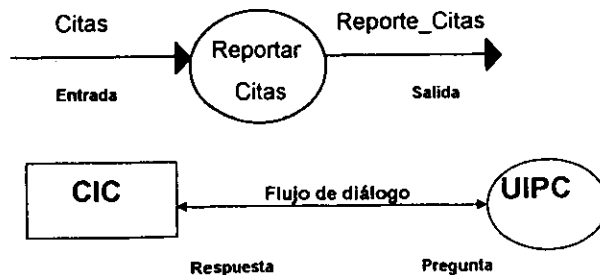 Citas
Reporte_Citas
Reportar
Citas
Entrada
Salida
CIC
Flujo de diálogo
UIPC
Respuesta
Pregunta